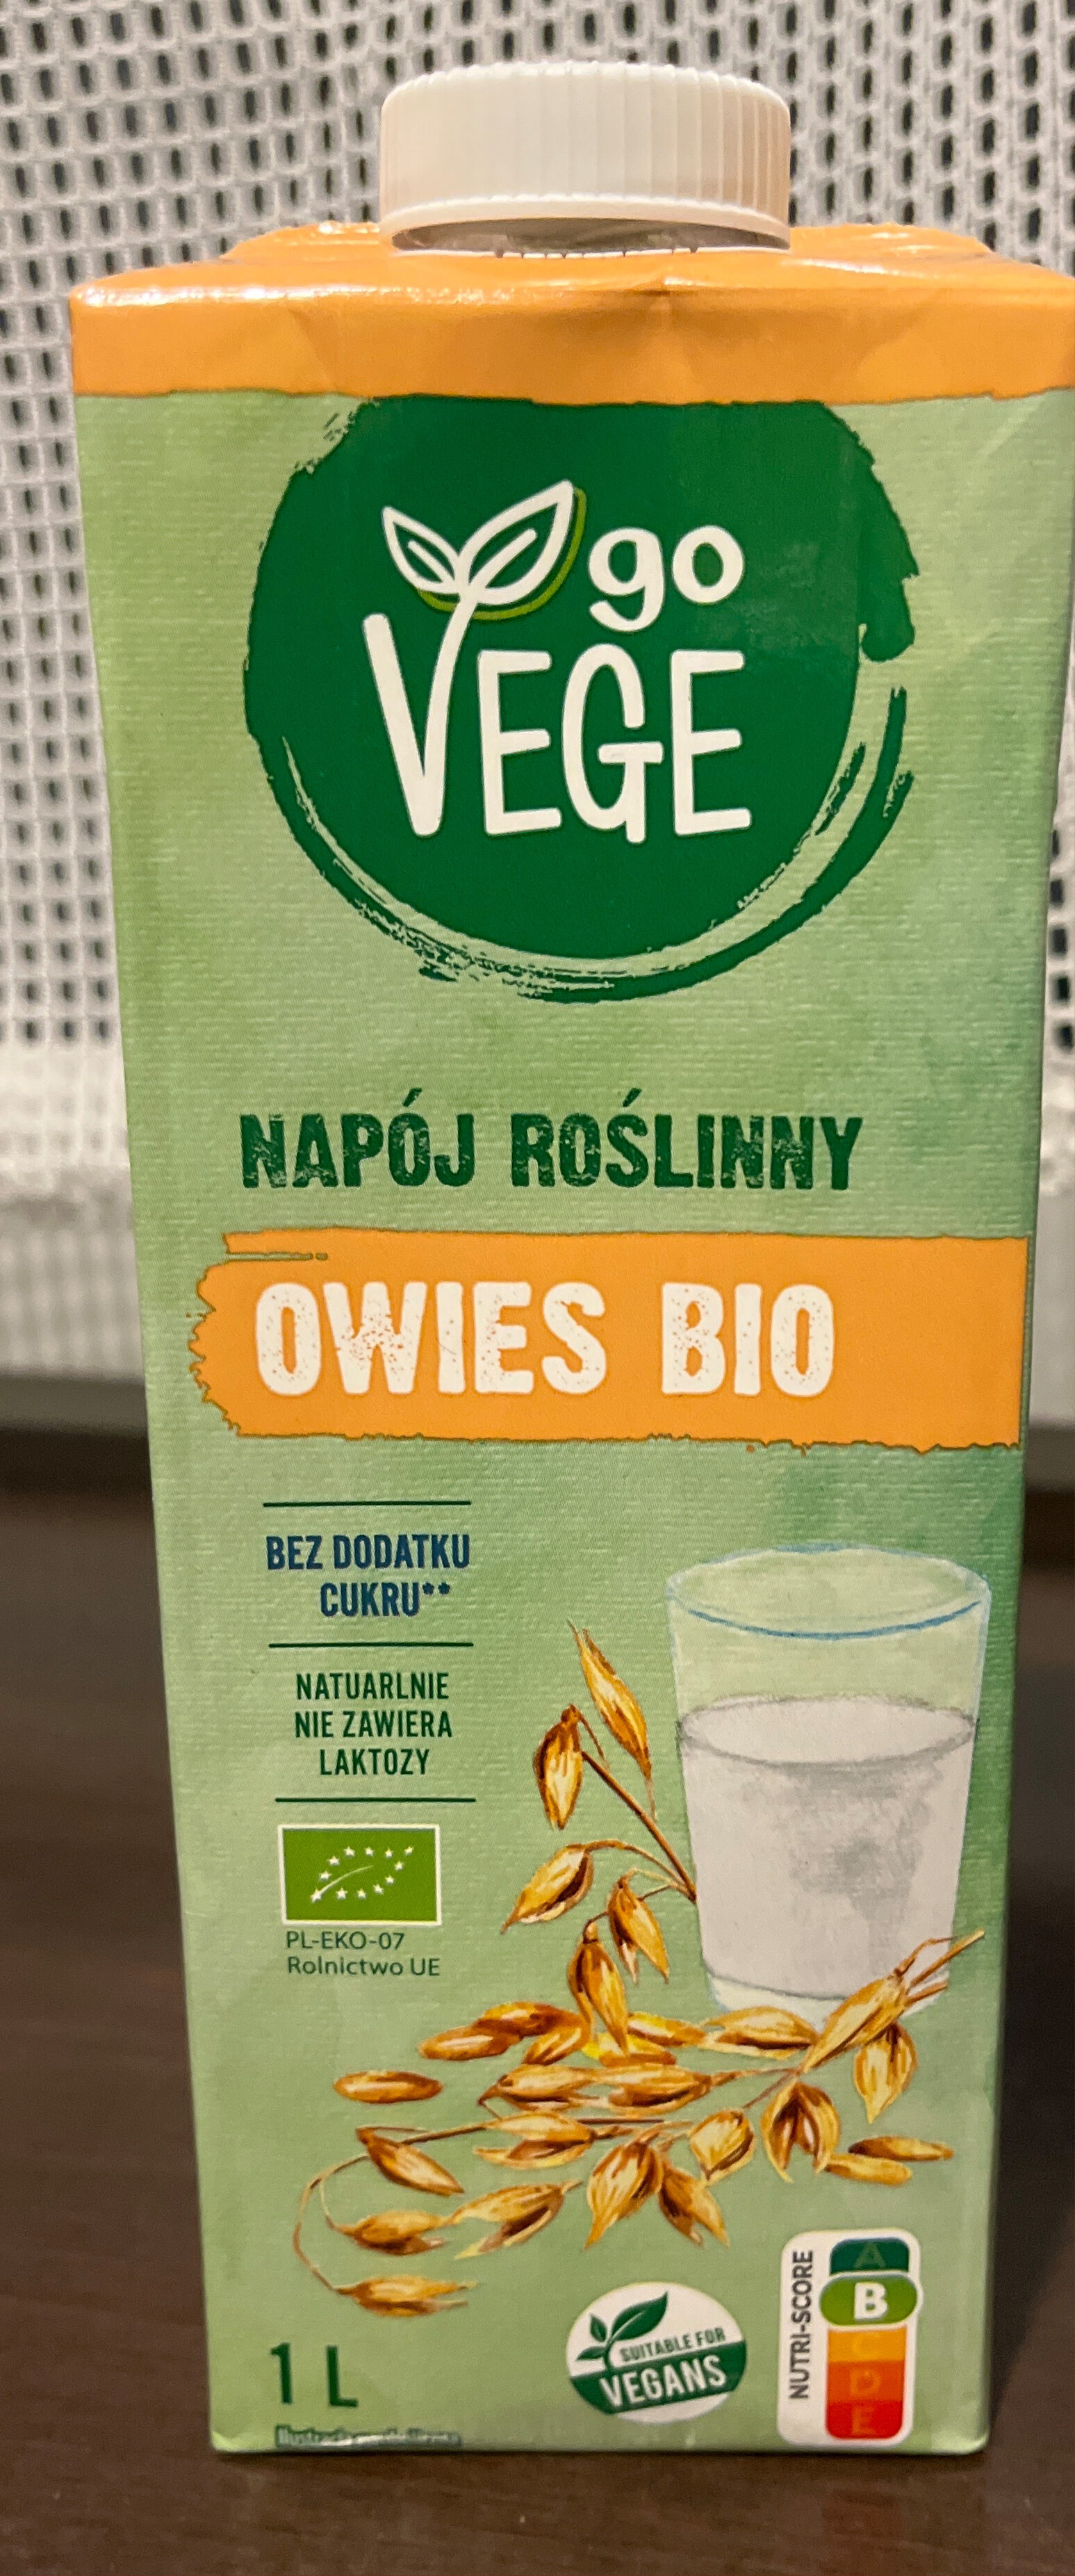 go
VEGE
NAPÓJ ROŚLINNY
OWIES BIO
BEZ DODATKU
CUKRU**
NATUARLNIE
NIE ZAWIERA
LAKTOZY
PL-EKO-07
Rolnictwo UE
1 L
SUITABLE FOR
VEGANS
NUTRI-SCORE
A
B
C
D
E